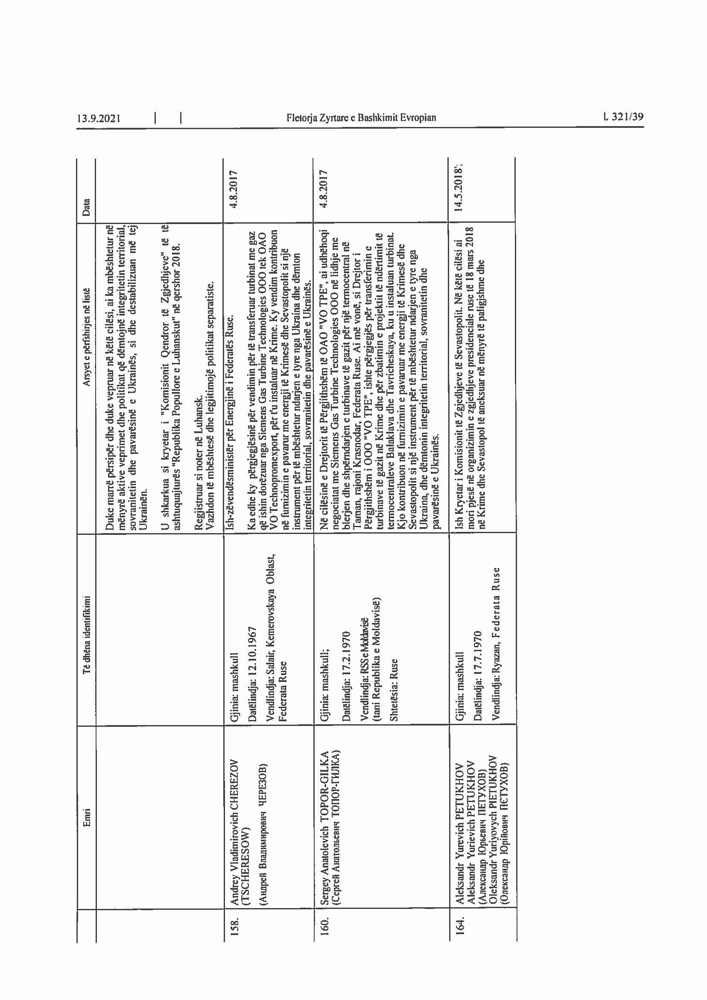 13.9.2021 | | Fletorja Zyrtare e Bashkimit Evropian L 321/39
Emri Të dhëna identifikimi Arsyet e përfshirjes në listë Data
Duke marrë përsipër dhe duke vepruar në këtë cilësi, ai ka mbështetur në
mënyrë aktive veprimet dhe politikat që dëmtojnë integritetin territorial,
sovranitetin dhe pavarësinë e Ukrainës, si dhe destabilizuan më tej
Ukrainën.
U shkarkua si kryetar i "Komisionit Qendror të Zgjedhjeve" të të
ashtuquajturës "Republika Popullore e Luhanskut" në qershor 2018.
Regjistruar si noter në Luhansk.
Vazhdon të mbështesë dhe legjitimojë politikat separatiste.
158.
Andrey Vladimirovich CHEREZOV
(TSCHERESOW)
(Андрей Владимирович ЧЕРЕЗОВ)
Gjinia: mashkull
Datëlindja: 12.10.1967
Vendlindja: Salair, Kemerovskaya Oblast,
Federata Ruse
Ish-zëvendësministër për Energjinë i Federatës Ruse.
Ka edhe ky përgjegjësinë për vendimin për të transferuar turbinat me gaz
që ishin dorëzuar nga Siemens Gas Turbine Technologies OOO tek OAO
VO Technopromexport, për t'u instaluar në Krime. Ky vendim kontribuon
në furnizimin e pavarur me energji të Krimesë dhe Sevastopolit si një
instrument për të mbështetur ndarjen e tyre nga Ukraina dhe dëmton
integritetin territorial, sovranitetin dhe pavarësinë e Ukrainës.
4.8.2017
160.
Sergey Anatolevich TOPOR-GILKA
(Сергей Анатольевич ТОПОР-ГИЛКА)
Gjinia: mashkull;
Datëlindja: 17.2.1970
Vendlindja: RSS e Moldavisë
(tani Republika e Moldavisë)
Shtetësia: Ruse
Në cilësinë e Drejtorit të Përgjithshëm të OAO "VO TPE", ai udhëhoqi
negociatat me Siemens Gas Turbine Technologies OOO në lidhje me
blerjen dhe shpërndarjen e turbinave të gazit për një termocentral në
Taman, rajoni Krasnodar, Federata Ruse. Ai më vonë, si Drejtor i
Përgjithshëm i OOO "VO TPE", ishte përgjegjës për transferimin e
turbinave të gazit në Krime dhe për zbatimin e projektit të ndërtimit të
termocentraleve Balaklava dhe Tavricheskaya, ku u instaluan turbinat.
Kjo kontribuon në furnizimin e pavaruar me energji të Krimesë dhe
Sevastopolit si një instrument për të mbështetur ndarjen e tyre nga
Ukraina, dhe dëmtonin integritetin territorial, sovranitetin dhe
pavarësinë e Ukrainës.
4.8.2017
164.
Aleksandr Yurevich PETUKHOV
Aleksandr Yurievich PETUKHOV
(Александр Юрьевич ПЕТУХОВ)
Oleksandr Yuriyovych PIETUKHOV
(Олександр Юрійович ПЄТУХОВ)
Gjinia: mashkull
Datëlindja: 17.7.1970
Vendlindja: Ryazan, Federata Ruse
Ish Kryetar i Komisionit të Zgjedhjeve të Sevastopolit. Në këtë cilësi ai
mori pjesë në organizimin e zgjedhjeve presidenciale ruse të 18 mars 2018
në Krime dhe Sevastopol të aneksuar në mënyrë të paligjshme dhe
14.5.2018";